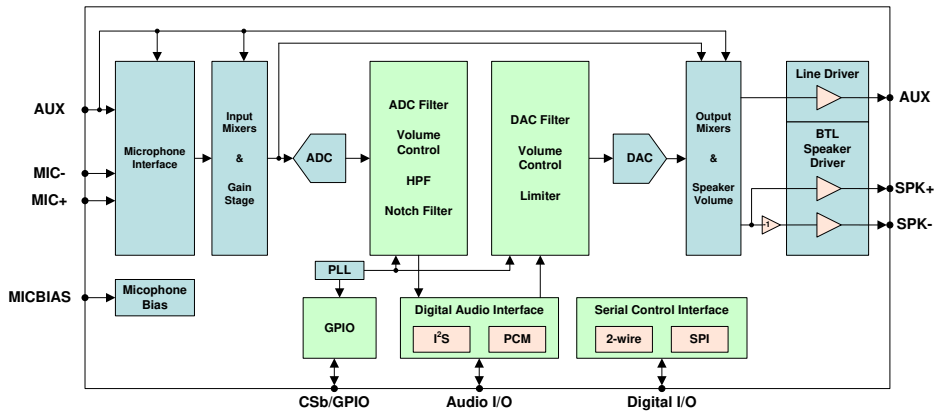 AUX
MIC-
MIC+
MICBIAS
Microphone
Interface
Micophone
Bias
Input
Mixers
&
Gain
Stage
ADC
ADC Filter
Volume
Control
HPF
Notch Filter
DAC Filter
Volume
Control
Limiter
DAC
Output
Mixers
&
Speaker
Volume
Line Driver
BTL
Speaker
Driver
-1
AUX
SPK+
SPK-
PLL
GPIO
Digital Audio Interface
I²S
PCM
Serial Control Interface
2-wire
SPI
CSb/GPIO
Audio I/O
Digital I/O